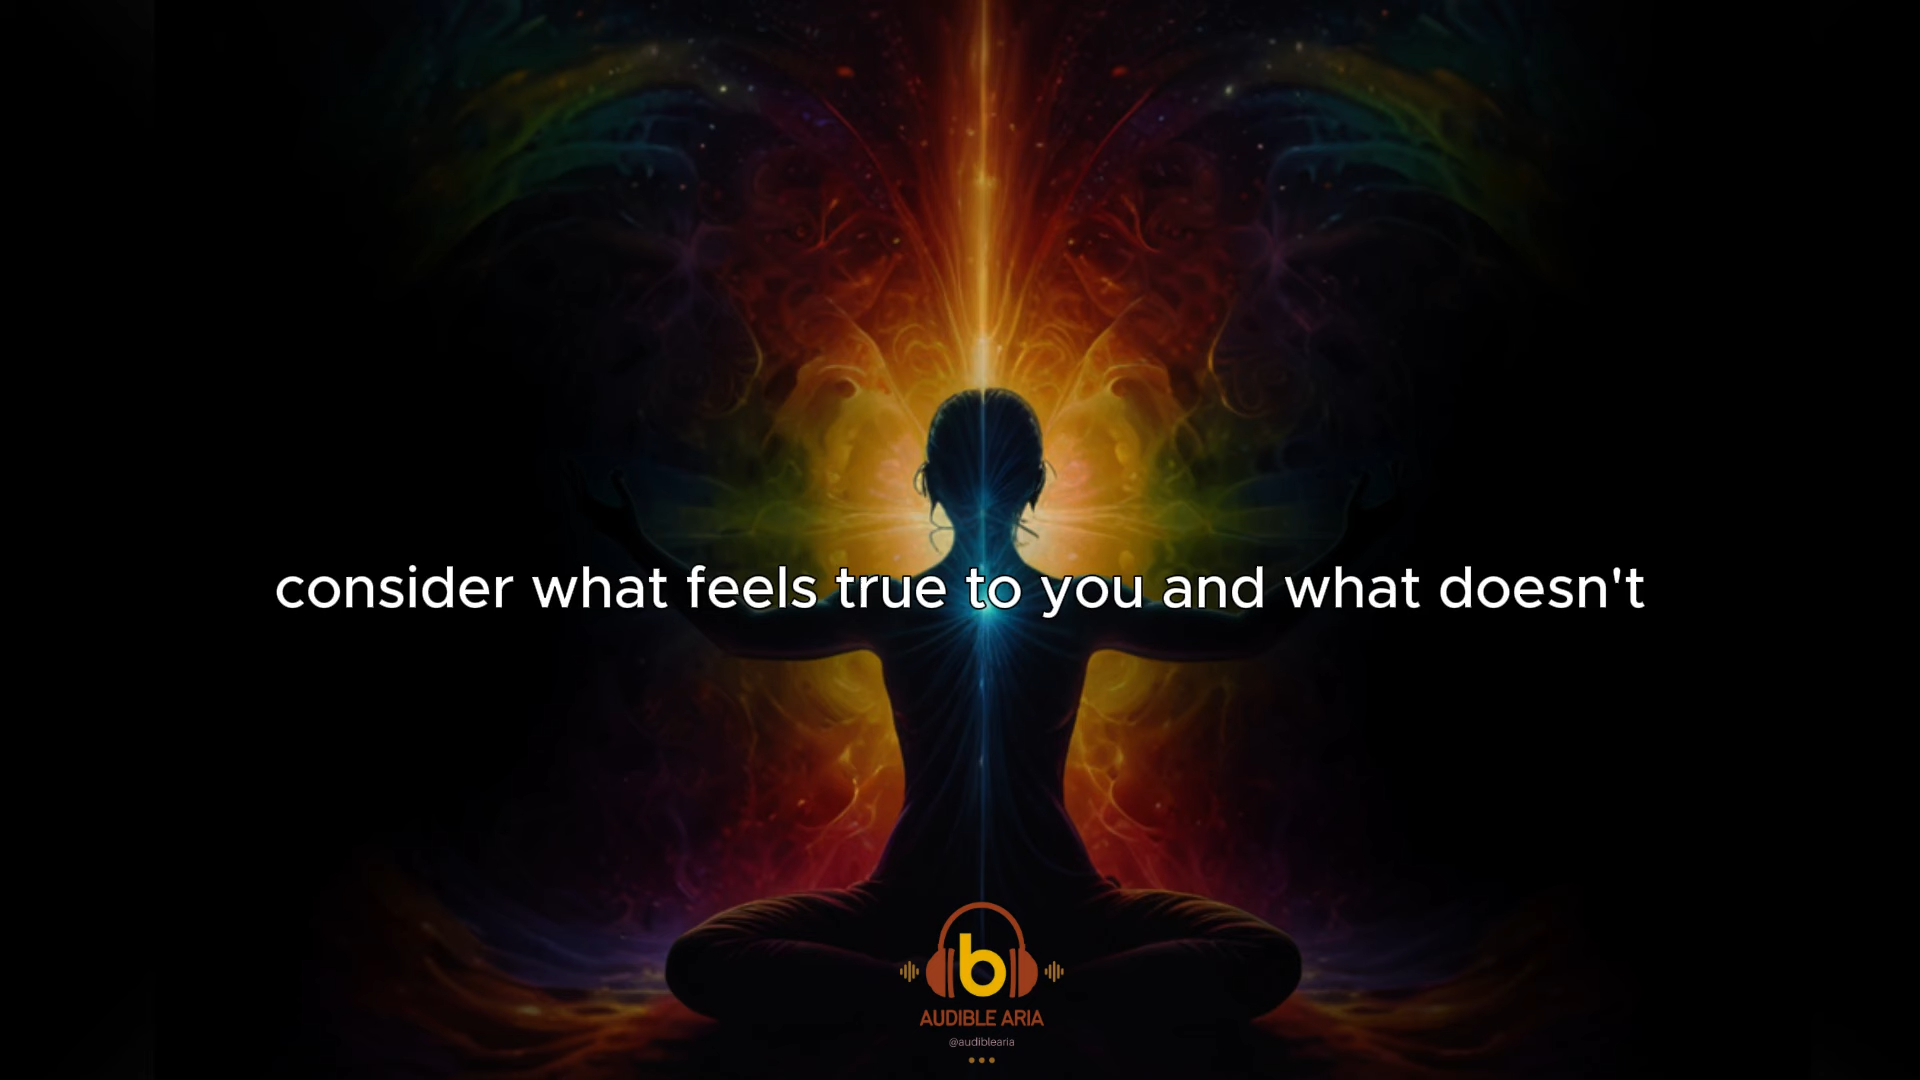 consider what feels true to you and what doesn't
b
AUDIBLE ARIA
@audiblearia